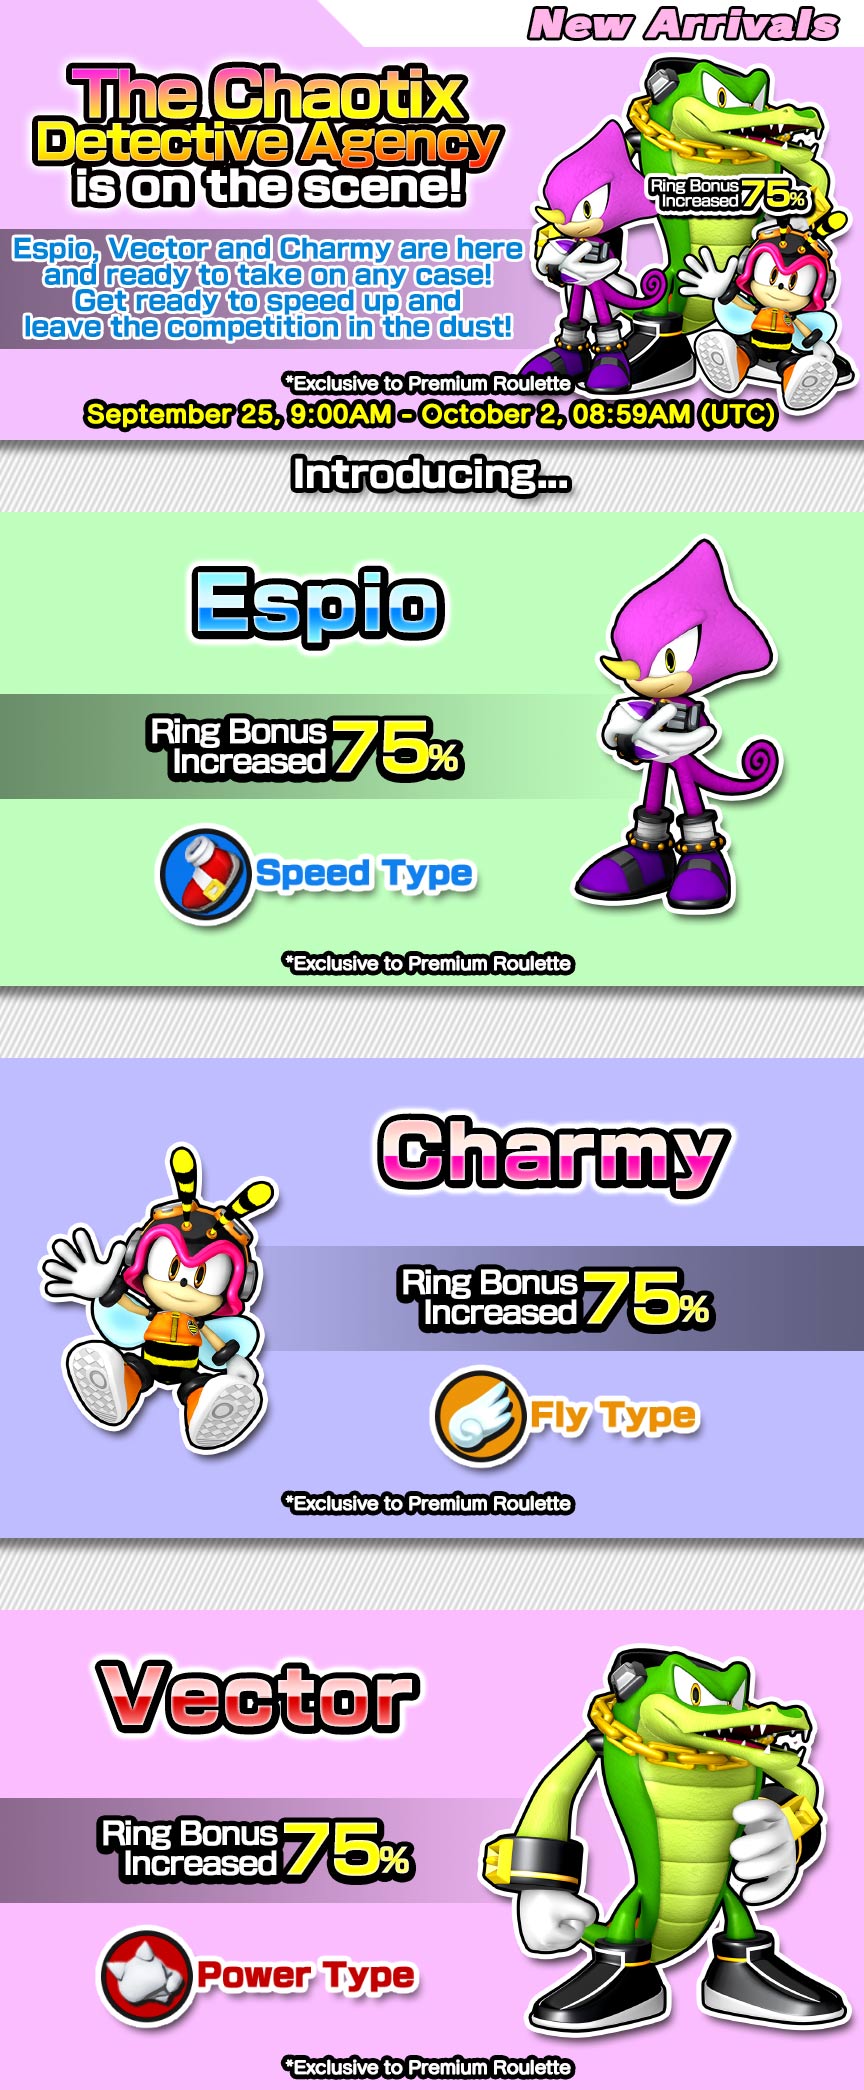 New Arrivals
The Chaotix
Detective Agency
is on the scene!
Ring Bonus
Increased 75%
Espio, Vector and Charmy are here
and ready to take on any case!
Get ready to speed up and
leave the competition in the dust!
*Exclusive to Premium Roulette
September 25, 9:00AM - October 2, 08:59AM (UTC)
Introducing...
Espio
Ring Bonus
Increased 75%
Speed Type
*Exclusive to Premium Roulette
Charmy
Ring Bonus
Increased 75%
Fly Type
*Exclusive to Premium Roulette
Vector
Ring Bonus
Increased 75%
Power Type
*Exclusive to Premium Roulette